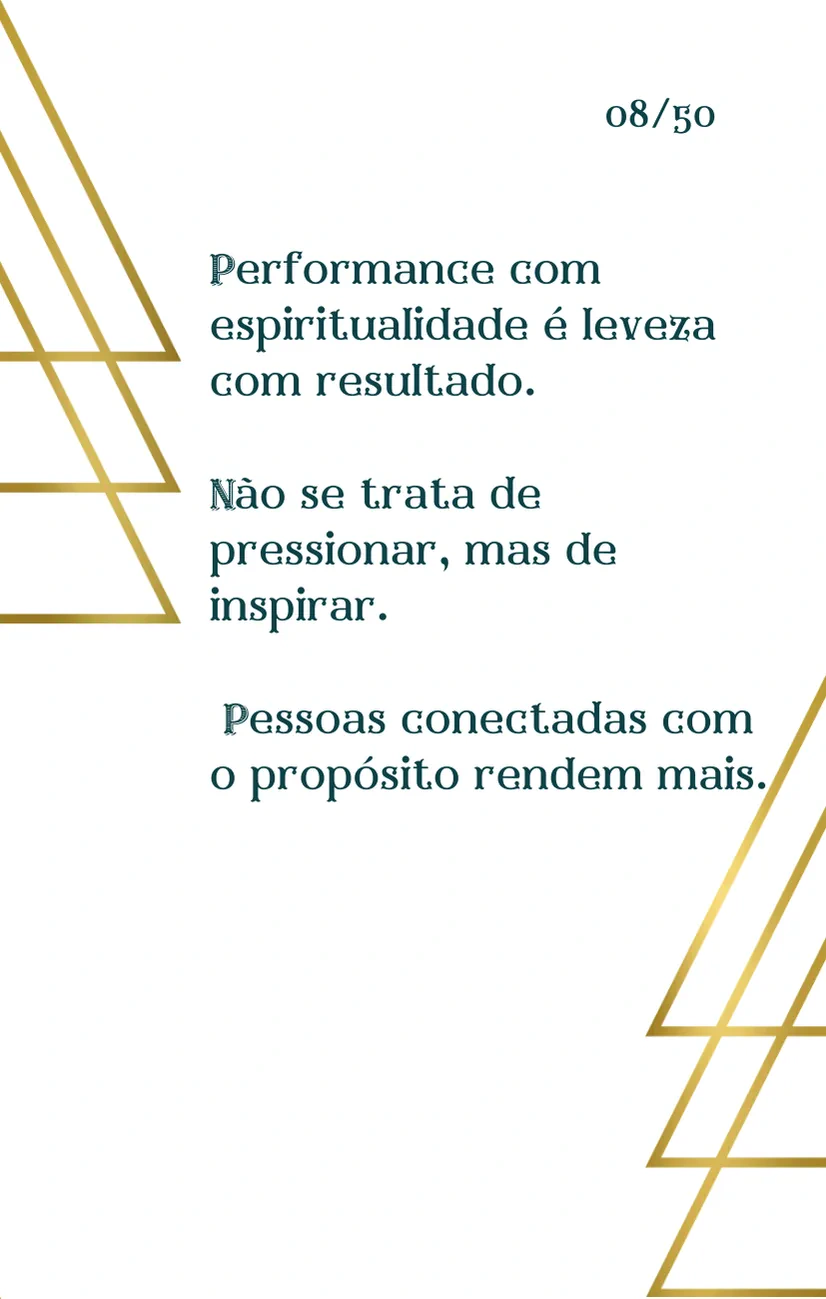 08/50
Performance com
espiritualidade é leveza
com resultado.
Não se trata de
pressionar, mas de
inspirar.
Pessoas conectadas com
o propósito rendem mais.